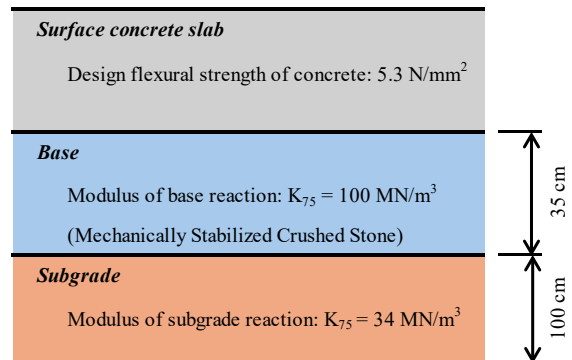 Surface concrete slab
Design flexural strength of concrete: 5.3 N/mm²
Base
Modulus of base reaction: K₇₅ = 100 MN/m³
(Mechanically Stabilized Crushed Stone)
35 cm
Subgrade
Modulus of subgrade reaction: K₇₅ = 34 MN/m³
100 cm